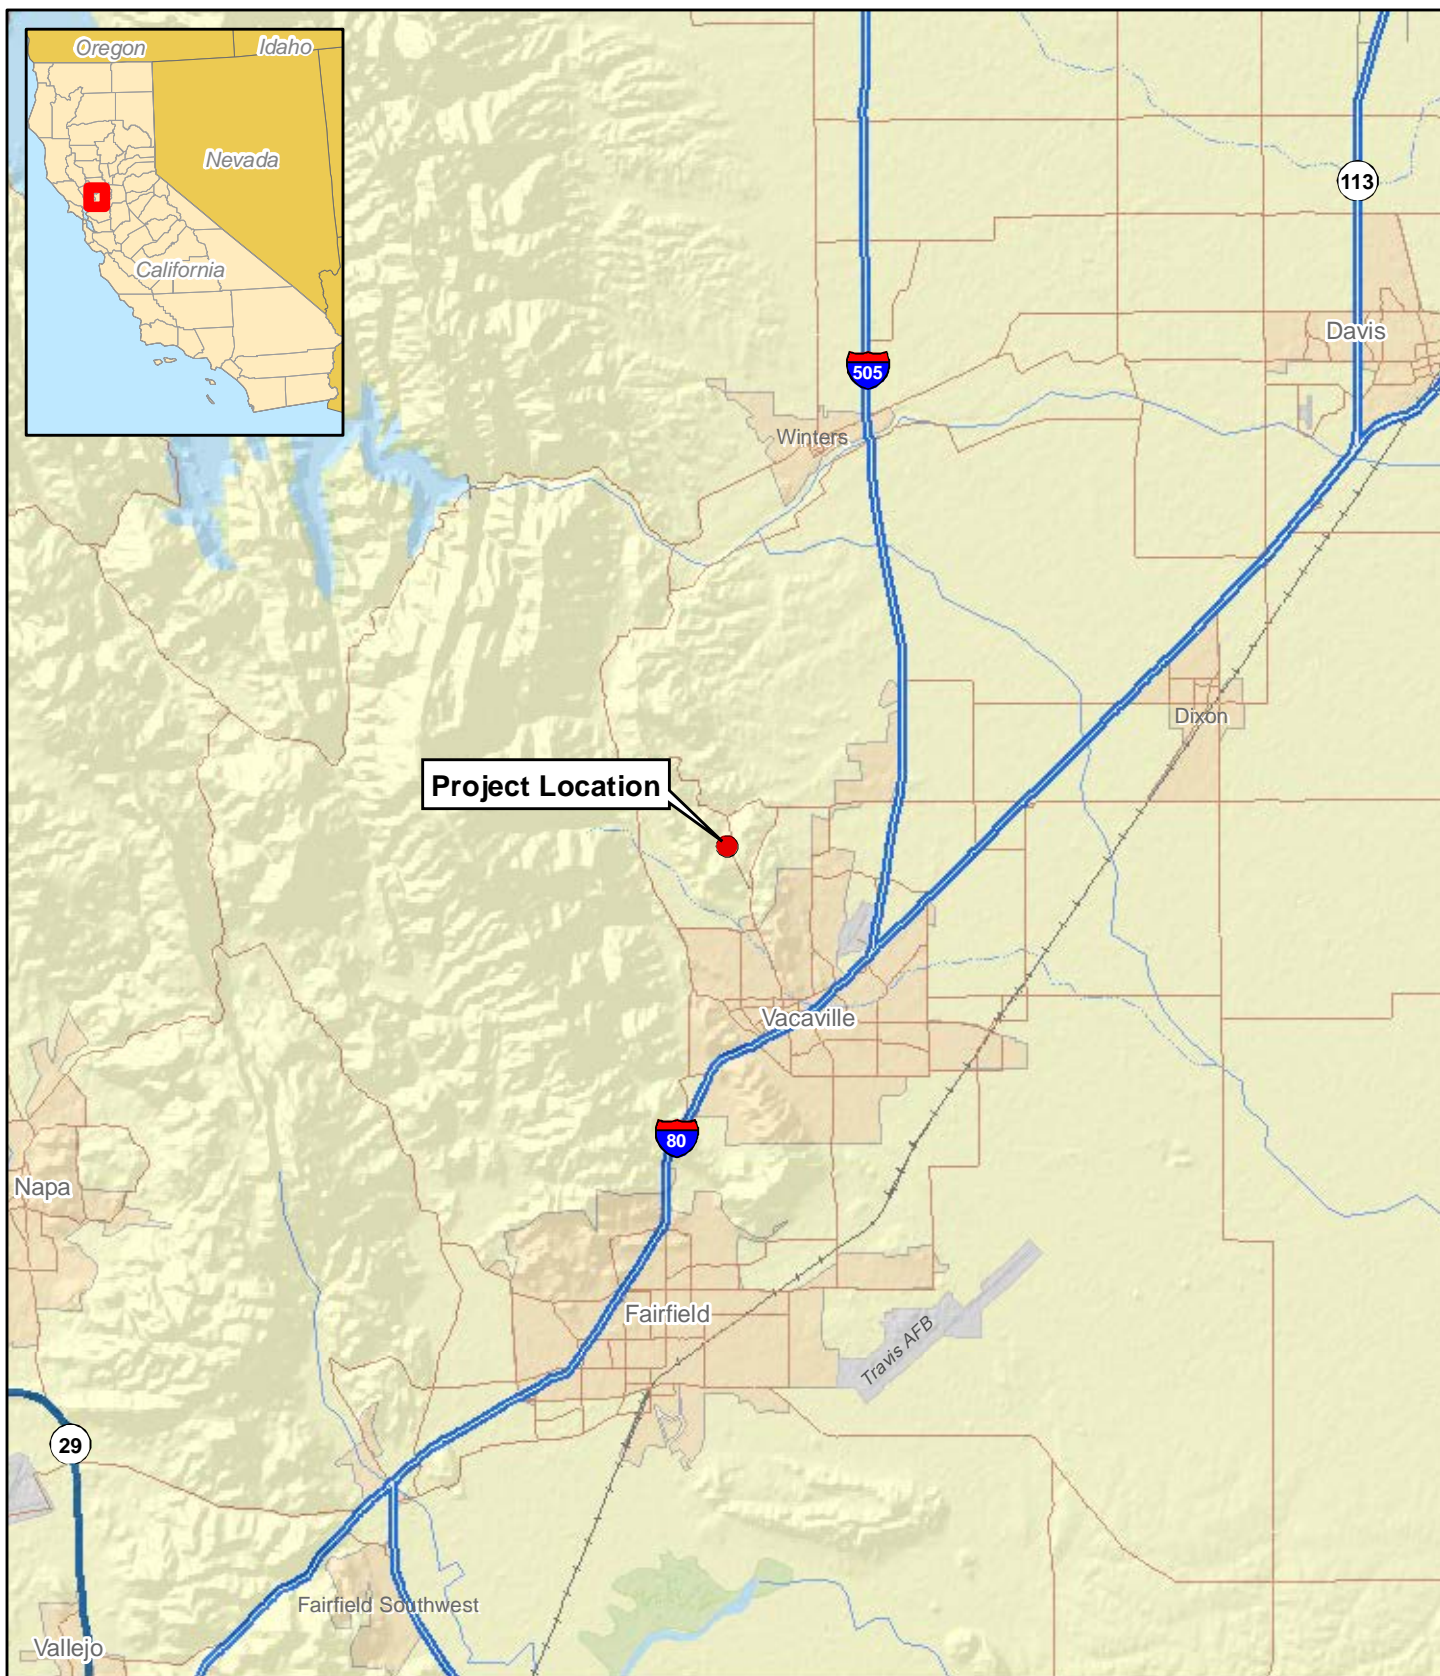 Oregon
Idaho
Nevada
California
113
Davis
505
Winters
Dixon
Project Location
Vacaville
80
Napa
Fairfield
Travis AFB
29
Fairfield Southwest
Vallejo